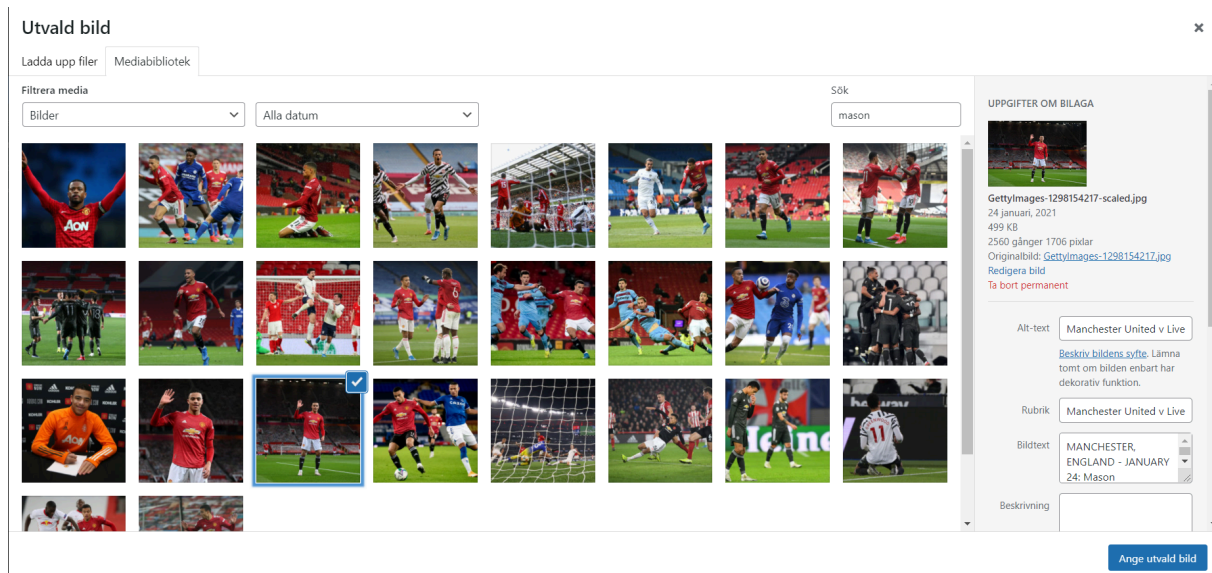 Utvald bild
Ladda upp filer
Mediabibliotek
Filtrera media
Bilder
Alla datum
Sök
mason
AON
AON
UPPGIFTER OM BILAGA
GettyImages-1298154217-scaled.jpg
24 januari, 2021
499 KB
2560 gånger 1706 pixlar
Originalbild: GettyImages-1298154217.jpg
Redigera bild
Ta bort permanent
Alt-text
Manchester United v Live
Beskriv bildens syfte. Lämna
tomt om bilden enbart har
dekorativ funktion.
Rubrik
Manchester United v Live
Bildtext
MANCHESTER,
ENGLAND - JANUARY
24: Mason
Beskrivning
Ange utvald bild